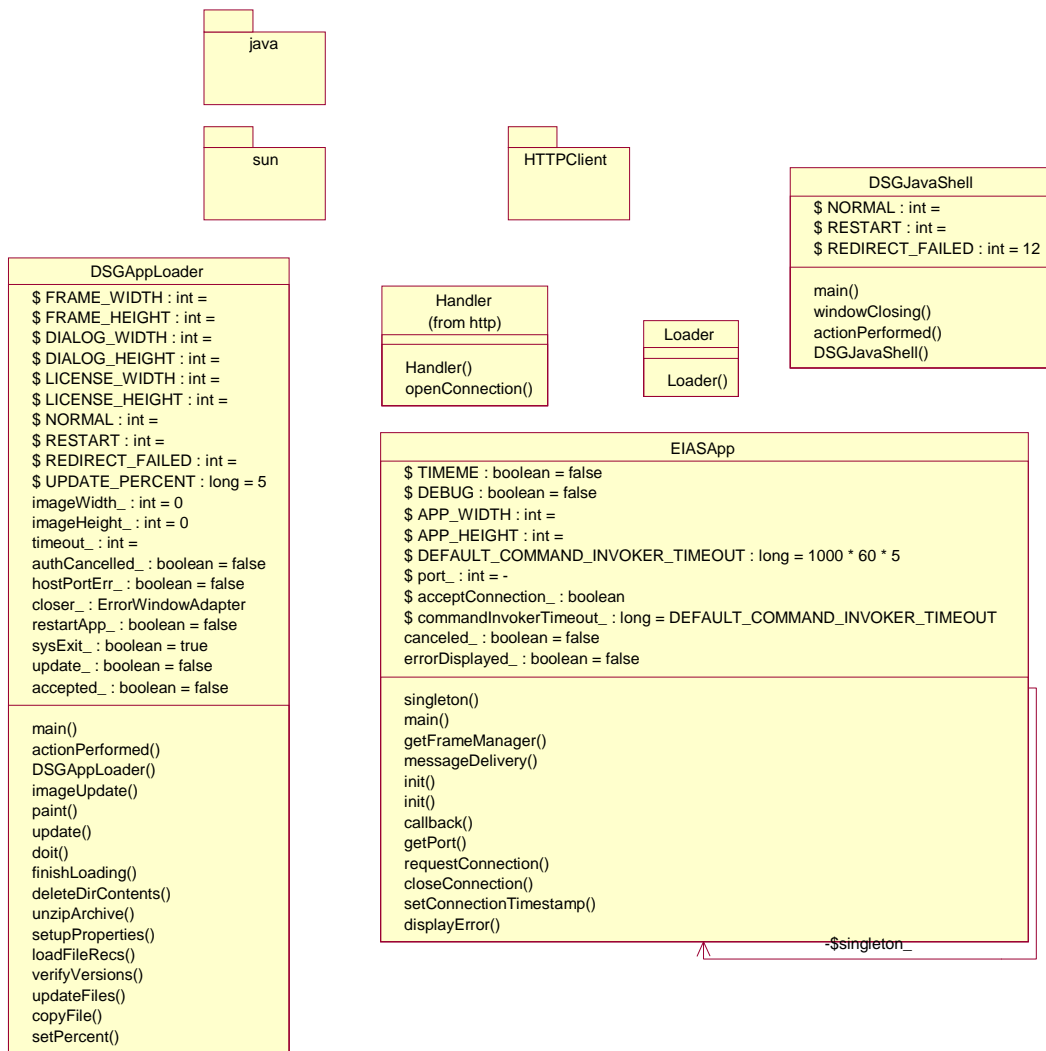 java
sun
HTTPClient
DSGJavaShell
$ NORMAL : int =
$ RESTART : int =
$ REDIRECT_FAILED : int = 12
main()
windowClosing()
actionPerformed()
DSGJavaShell()
DSGAppLoader
$ FRAME_WIDTH : int =
$ FRAME_HEIGHT : int =
$ DIALOG_WIDTH : int =
$ DIALOG_HEIGHT : int =
$ LICENSE_WIDTH : int =
$ LICENSE_HEIGHT : int =
$ NORMAL : int =
$ RESTART : int =
$ REDIRECT_FAILED : int =
$ UPDATE_PERCENT : long = 5
imageWidth_ : int = 0
imageHeight_ : int = 0
timeout_ : int =
authCancelled_ : boolean = false
hostPortErr_ : boolean = false
closer_ : ErrorWindowAdapter
restartApp_ : boolean = false
sysExit_ : boolean = true
update_ : boolean = false
accepted_ : boolean = false
main()
actionPerformed()
DSGAppLoader()
imageUpdate()
paint()
update()
doit()
finishLoading()
deleteDirContents()
unzipArchive()
setupProperties()
loadFileRecs()
verifyVersions()
updateFiles()
copyFile()
setPercent()
Handler
(from http)
Handler()
openConnection()
Loader
Loader()
EIASApp
$ TIMEME : boolean = false
$ DEBUG : boolean = false
$ APP_WIDTH : int =
$ APP_HEIGHT : int =
$ DEFAULT_COMMAND_INVOKER_TIMEOUT : long = 1000 * 60 * 5
$ port_ : int = -
$ acceptConnection_ : boolean
$ commandInvokerTimeout_ : long = DEFAULT_COMMAND_INVOKER_TIMEOUT
canceled_ : boolean = false
errorDisplayed_ : boolean = false
singleton()
main()
getFrameManager()
messageDelivery()
init()
init()
callback()
getPort()
requestConnection()
closeConnection()
setConnectionTimestamp()
displayError()
-$singleton_